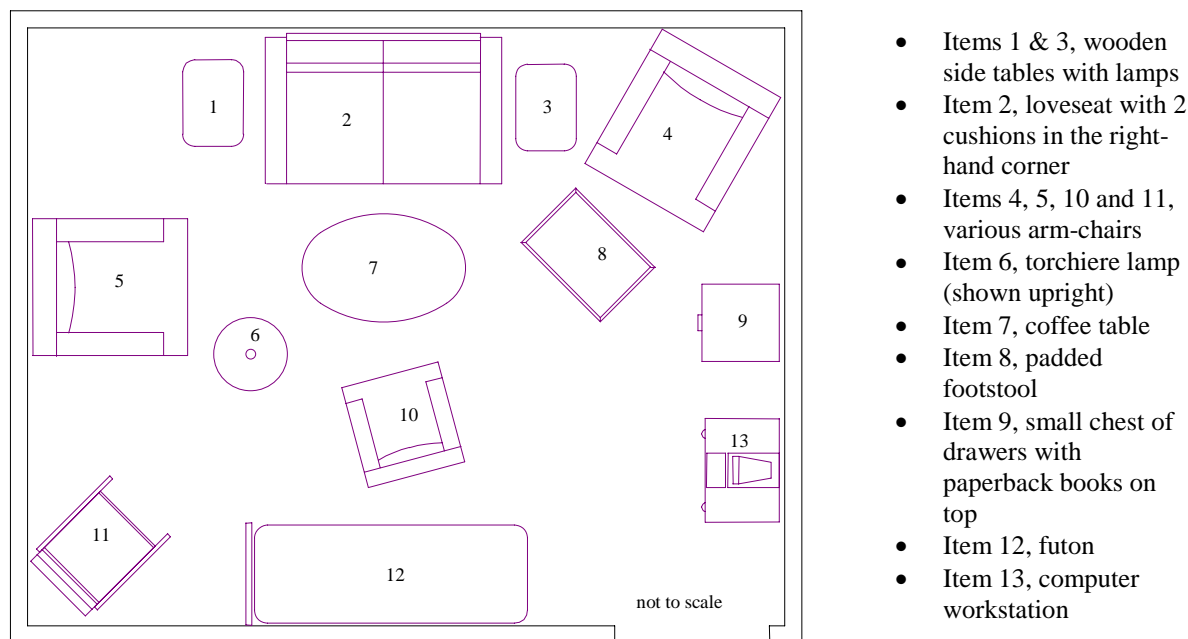 1
2
3
4
5
6
7
8
9
10
11
12
13
not to scale
• Items 1 & 3, wooden
side tables with lamps
• Item 2, loveseat with 2
cushions in the right-
hand corner
• Items 4, 5, 10 and 11,
various arm-chairs
• Item 6, torchiere lamp
(shown upright)
• Item 7, coffee table
• Item 8, padded
footstool
• Item 9, small chest of
drawers with
paperback books on
top
• Item 12, futon
• Item 13, computer
workstation